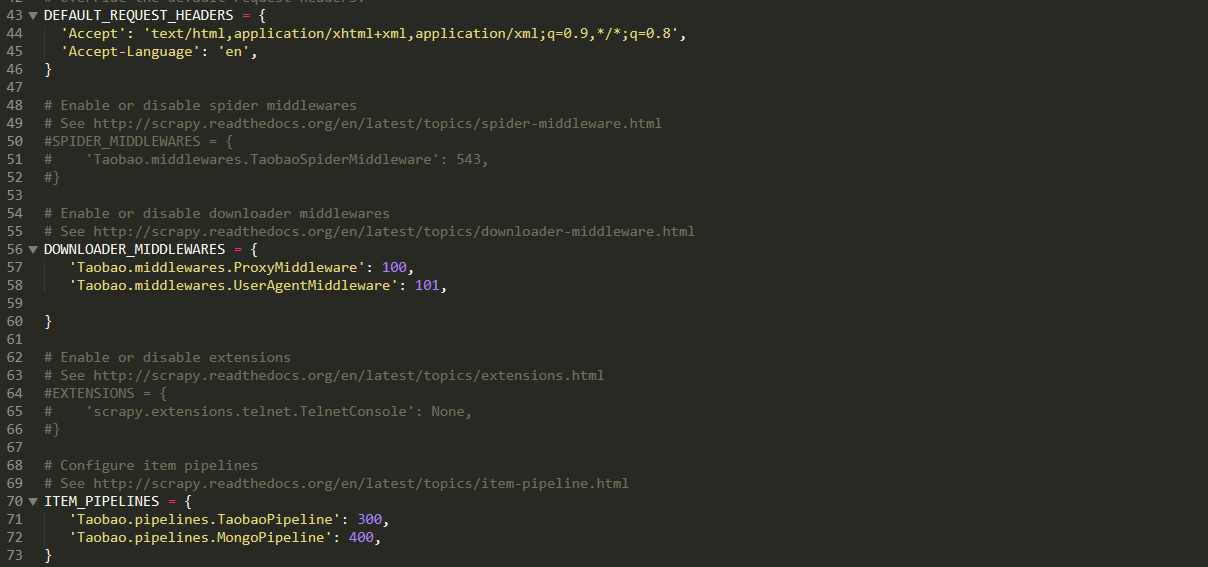 42 # Override the default request headers:
43 DEFAULT_REQUEST_HEADERS = {
44   'Accept': 'text/html,application/xhtml+xml,application/xml;q=0.9,*/*;q=0.8',
45   'Accept-Language': 'en',
46 }
47
48 # Enable or disable spider middlewares
49 # See http://scrapy.readthedocs.org/en/latest/topics/spider-middleware.html
50 #SPIDER_MIDDLEWARES = {
51 #    'Taobao.middlewares.TaobaoSpiderMiddleware': 543,
52 #}
53
54 # Enable or disable downloader middlewares
55 # See http://scrapy.readthedocs.org/en/latest/topics/downloader-middleware.html
56 DOWNLOADER_MIDDLEWARES = {
57    'Taobao.middlewares.ProxyMiddleware': 100,
58    'Taobao.middlewares.UserAgentMiddleware': 101,
59
60 }
61
62 # Enable or disable extensions
63 # See http://scrapy.readthedocs.org/en/latest/topics/extensions.html
64 #EXTENSIONS = {
65 #    'scrapy.extensions.telnet.TelnetConsole': None,
66 #}
67
68 # Configure item pipelines
69 # See http://scrapy.readthedocs.org/en/latest/topics/item-pipeline.html
70 ITEM_PIPELINES = {
71    'Taobao.pipelines.TaobaoPipeline': 300,
72    'Taobao.pipelines.MongoPipeline': 400,
73 }